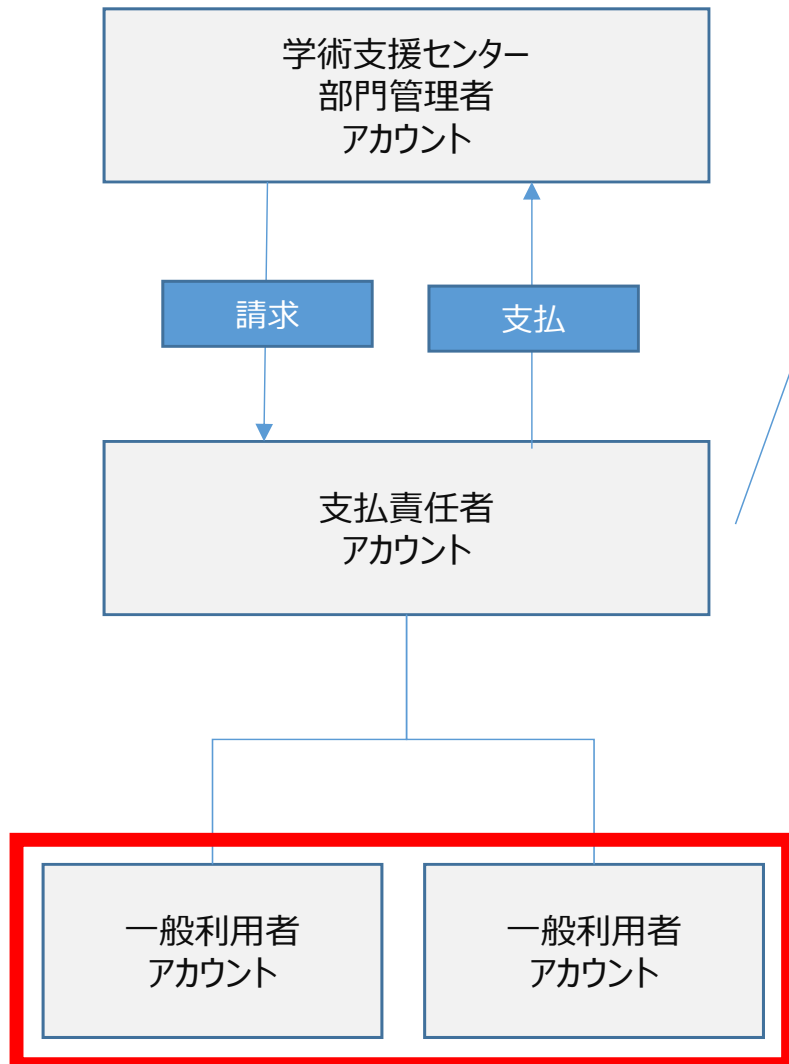 学術支援センター
部門管理者
アカウント
請求
支払
支払責任者
アカウント
一般利用者
アカウント
一般利用者
アカウント